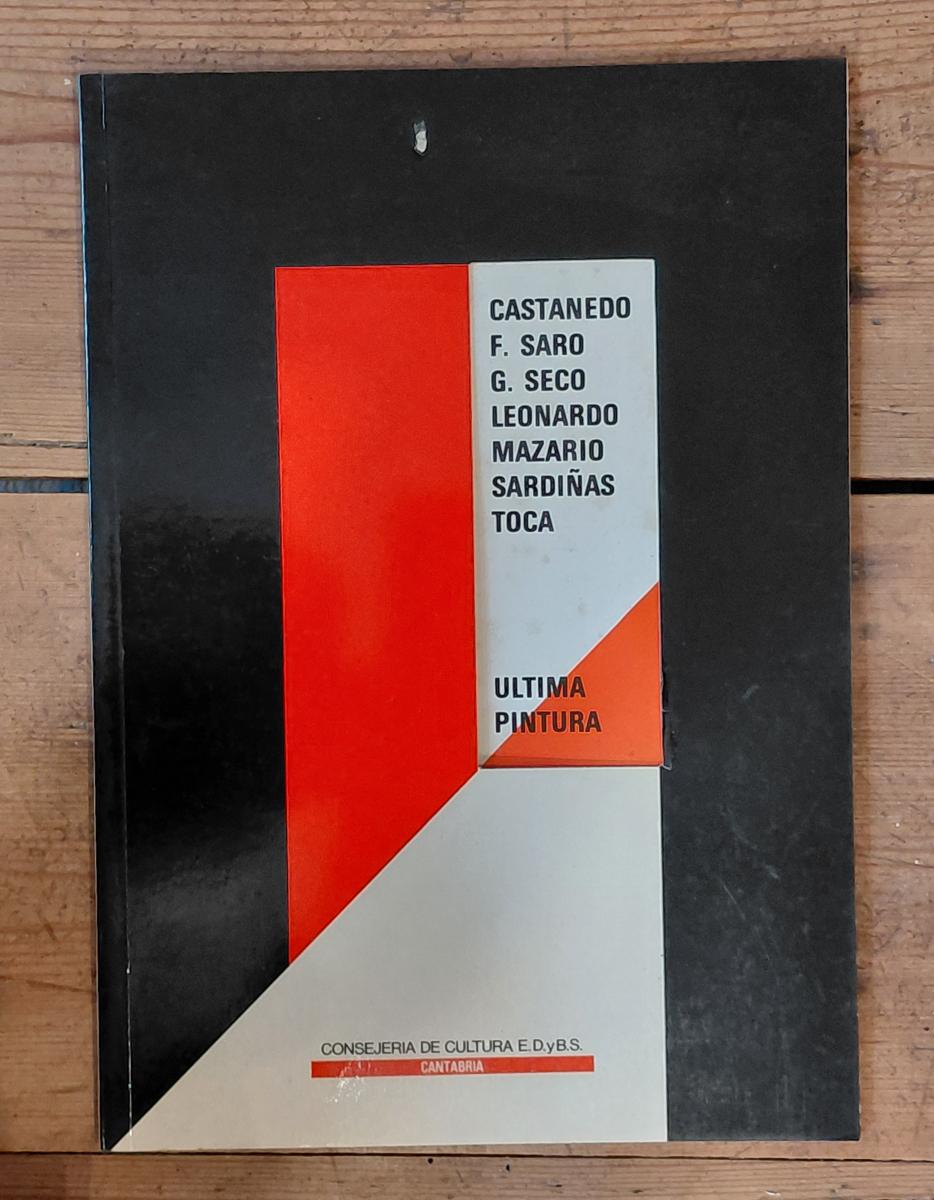 CASTANEDO
F. SARO
G. SECO
LEONARDO
MAZARIO
SARDIÑAS
TOCA
ULTIMA
PINTURA
CONSEJERIA DE CULTURA E.D.yB.S.
CANTABRIA